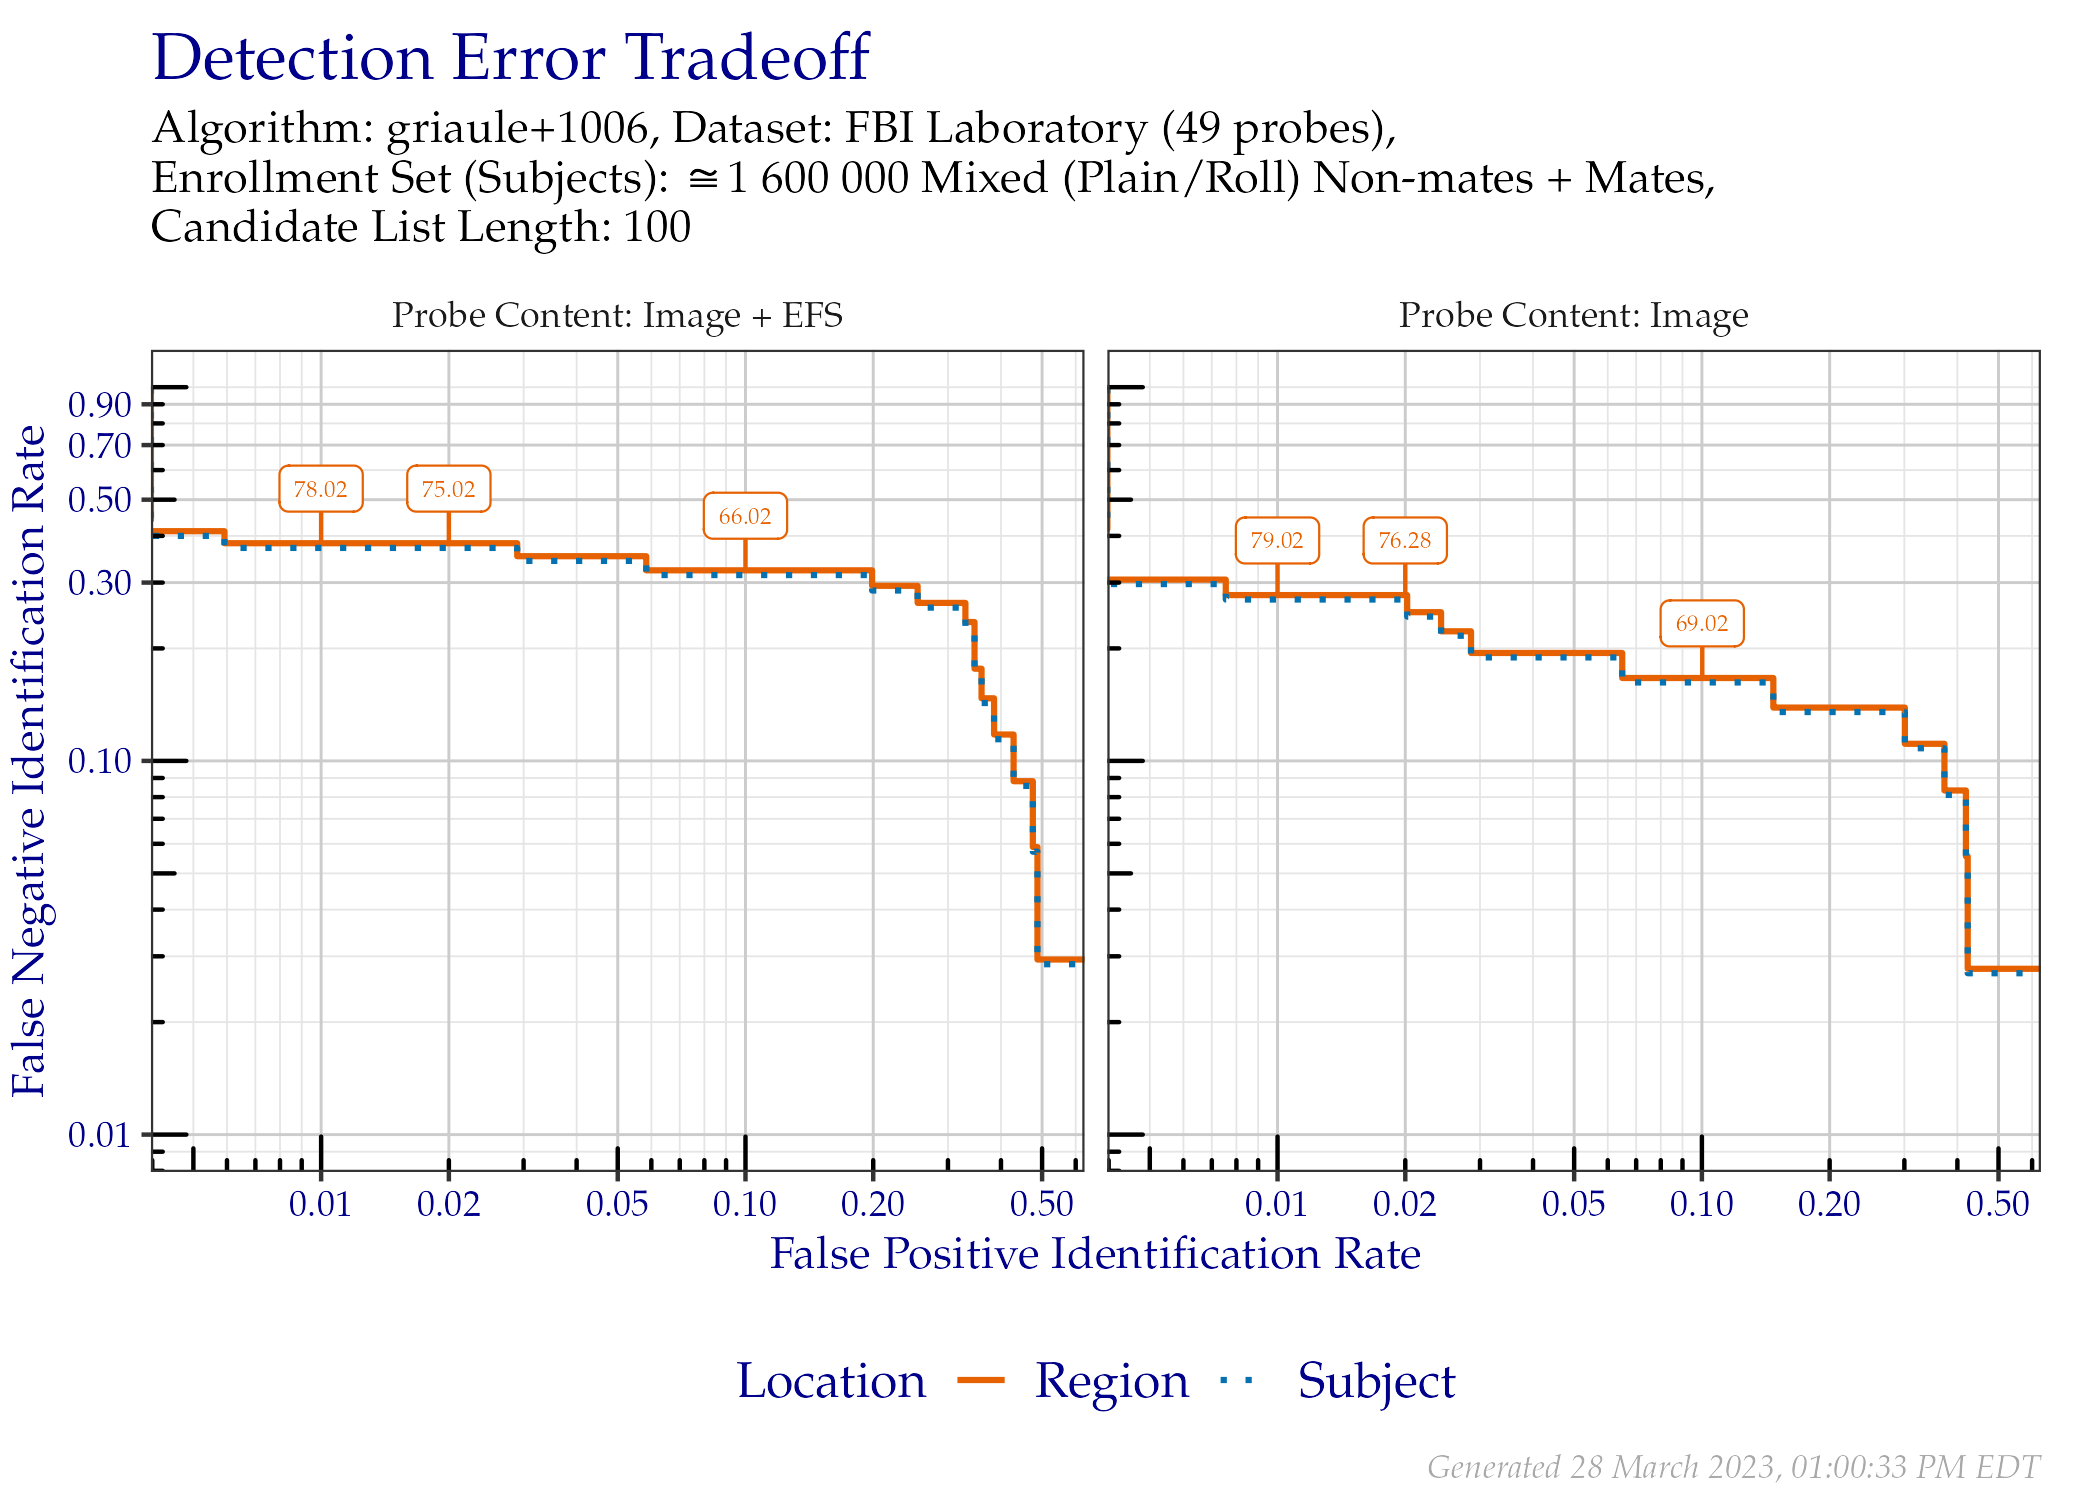 Detection Error Tradeoff
Algorithm: griaule+1006, Dataset: FBI Laboratory (49 probes),
Enrollment Set (Subjects): ≅1 600 000 Mixed (Plain/Roll) Non-mates + Mates,
Candidate List Length: 100
Probe Content: Image + EFS
Probe Content: Image
False Negative Identification Rate
0.90
0.70
0.50
0.30
0.10
0.01
78.02
75.02
66.02
79.02
76.28
69.02
0.01 0.02 0.05 0.10 0.20 0.50
0.01 0.02 0.05 0.10 0.20 0.50
False Positive Identification Rate
Location Region Subject
Generated 28 March 2023, 01:00:33 PM EDT